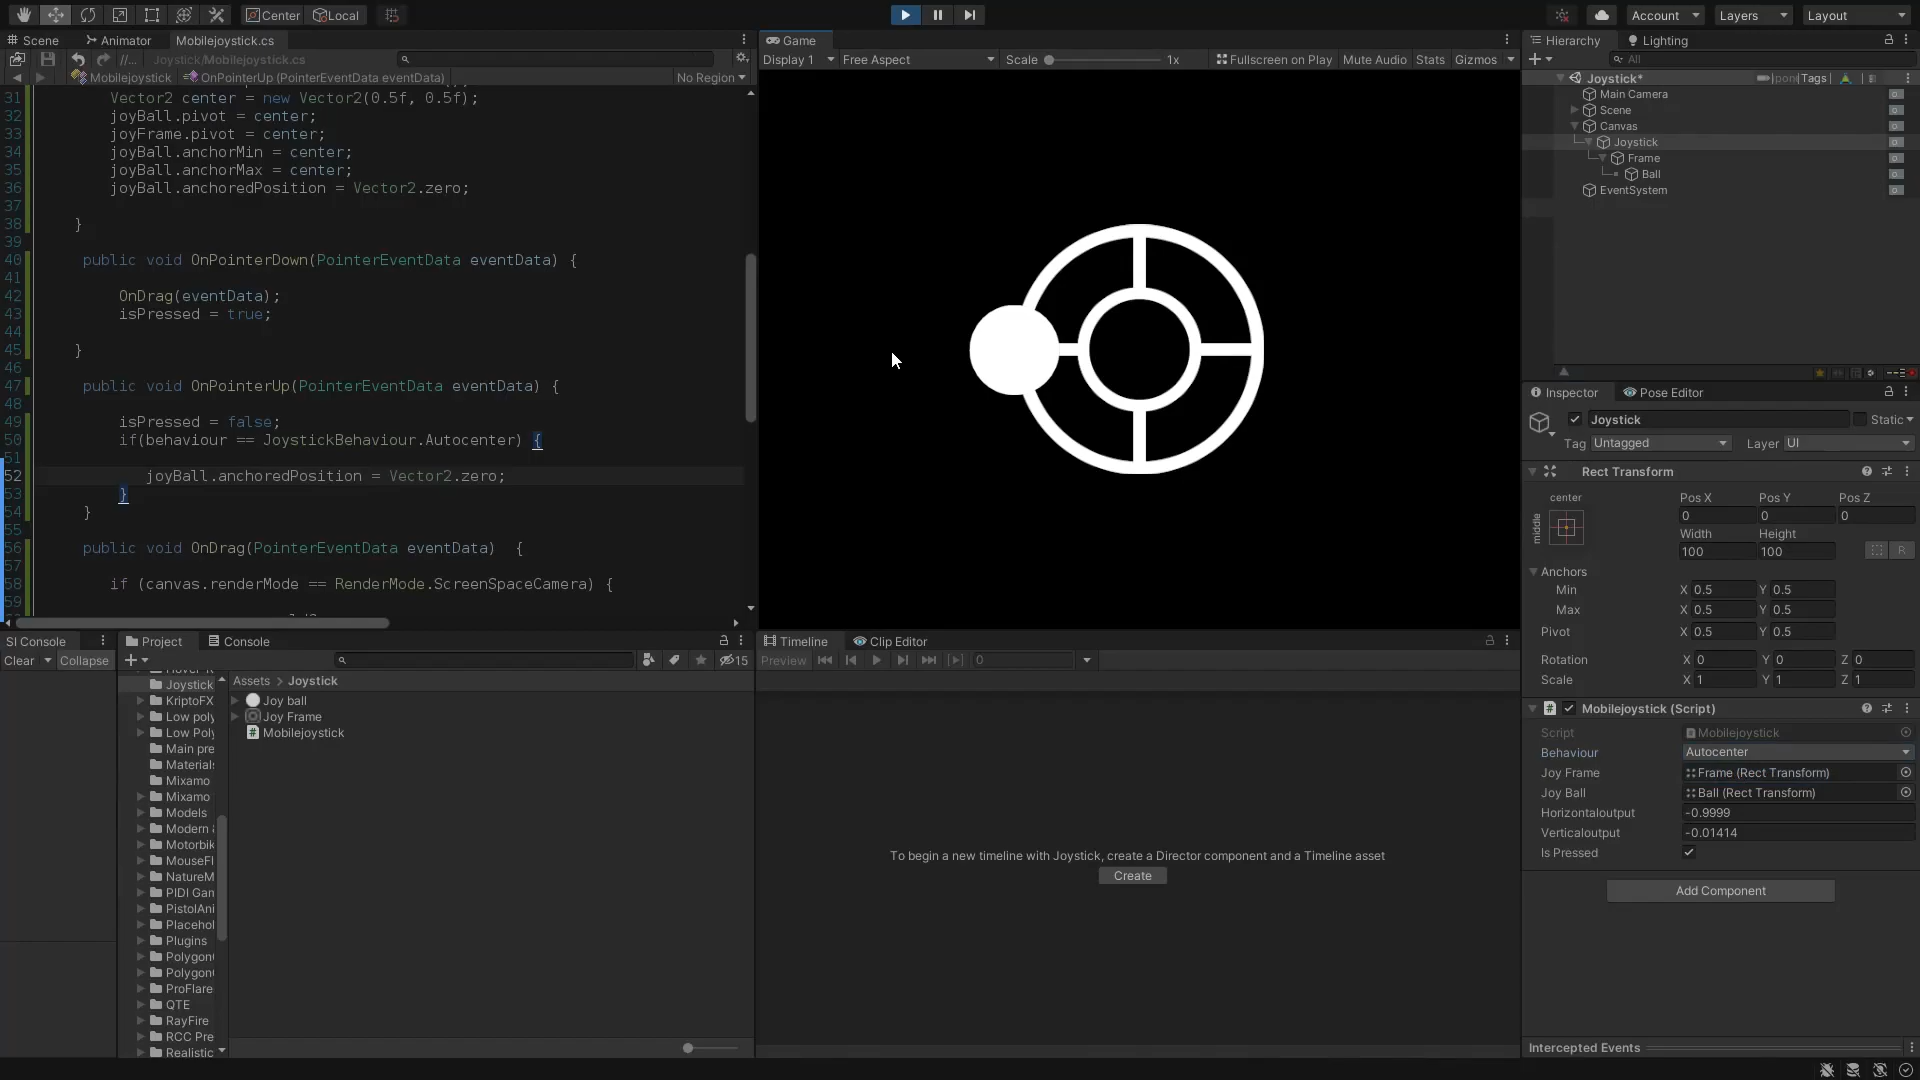 Center
Local
Account
Layers
Layout
Scene
Animator
Mobilejoystick.cs
Joystick/Mobilejoystick.cs
Mobilejoystick
OnPointerUp (PointerEventData eventData)
No Region
31 Vector2 center = new Vector2(0.5f, 0.5f);
32 joyBall.pivot = center;
33 joyFrame.pivot = center;
34 joyBall.anchorMin = center;
35 joyBall.anchorMax = center;
36 joyBall.anchoredPosition = Vector2.zero;
37
38 }
39
40 public void OnPointerDown(PointerEventData eventData) {
41
42 OnDrag(eventData);
43 isPressed = true;
44
45 }
46
47 public void OnPointerUp(PointerEventData eventData) {
48
49 isPressed = false;
50 if(behaviour == JoystickBehaviour.Autocenter) {
51
52 joyBall.anchoredPosition = Vector2.zero;
53 }
54 }
55
56 public void OnDrag(PointerEventData eventData) {
57
58 if (canvas.renderMode == RenderMode.ScreenSpaceCamera) {
59
Game
Display 1
Free Aspect
Scale
1x
Fullscreen on Play
Mute Audio
Stats
Gizmos
Hierarchy
Lighting
All
Joystick*
Tags
Main Camera
Scene
Canvas
Joystick
Frame
Ball
EventSystem
Inspector
Pose Editor
Joystick
Static
Tag Untagged
Layer UI
Rect Transform
center
middle
Pos X Pos Y Pos Z
0 0 0
Width Height
100 100
R
Anchors
Min X 0.5 Y 0.5
Max X 0.5 Y 0.5
Pivot X 0.5 Y 0.5
Rotation X 0 Y 0 Z 0
Scale X 1 Y 1 Z 1
Mobilejoystick (Script)
Script Mobilejoystick
Behaviour Autocenter
Joy Frame Frame (Rect Transform)
Joy Ball Ball (Rect Transform)
Horizontaloutput -0.9999
Verticaloutput -0.01414
Is Pressed
Add Component
Intercepted Events
SI Console
Clear
Collapse
Project
Console
15
Joystick
KriptoFX
Low poly
Low Poly
Main pre
Materials
Mixamo
Mixamo
Models
Modern
Motorbik
MouseFl
NatureM
PIDI Gam
PistolAni
Placehol
Plugins
Polygon
Polygon
ProFlare
QTE
RayFire
RCC Pre
Realistic
Assets > Joystick
Joy ball
Joy Frame
Mobilejoystick
Timeline
Clip Editor
Preview
0
To begin a new timeline with Joystick, create a Director component and a Timeline asset
Create